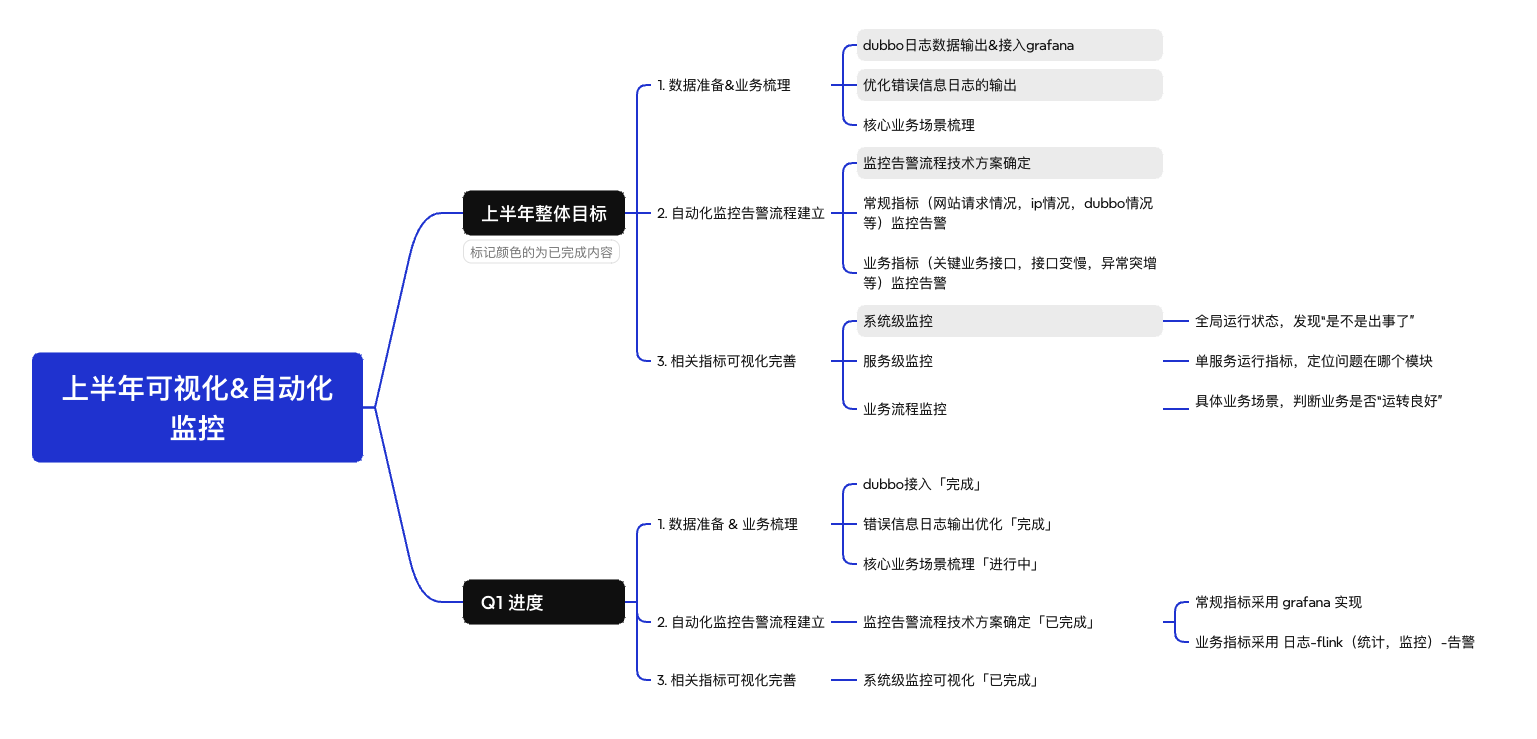 上半年可视化&自动化
监控
上半年整体目标
标记颜色的为已完成内容
1. 数据准备&业务梳理
dubbo日志数据输出&接入grafana
优化错误信息日志的输出
核心业务场景梳理
2. 自动化监控告警流程建立
监控告警流程技术方案确定
常规指标（网站请求情况，ip情况，dubbo情况
等）监控告警
业务指标（关键业务接口，接口变慢，异常突增
等）监控告警
3. 相关指标可视化完善
系统级监控
全局运行状态，发现“是不是出事了”
服务级监控
单服务运行指标，定位问题在哪个模块
业务流程监控
具体业务场景，判断业务是否“运转良好”
Q1 进度
1. 数据准备 & 业务梳理
dubbo接入「完成」
错误信息日志输出优化「完成」
核心业务场景梳理「进行中」
2. 自动化监控告警流程建立
监控告警流程技术方案确定「已完成」
常规指标采用 grafana 实现
业务指标采用 日志-flink（统计，监控）-告警
3. 相关指标可视化完善
系统级监控可视化「已完成」